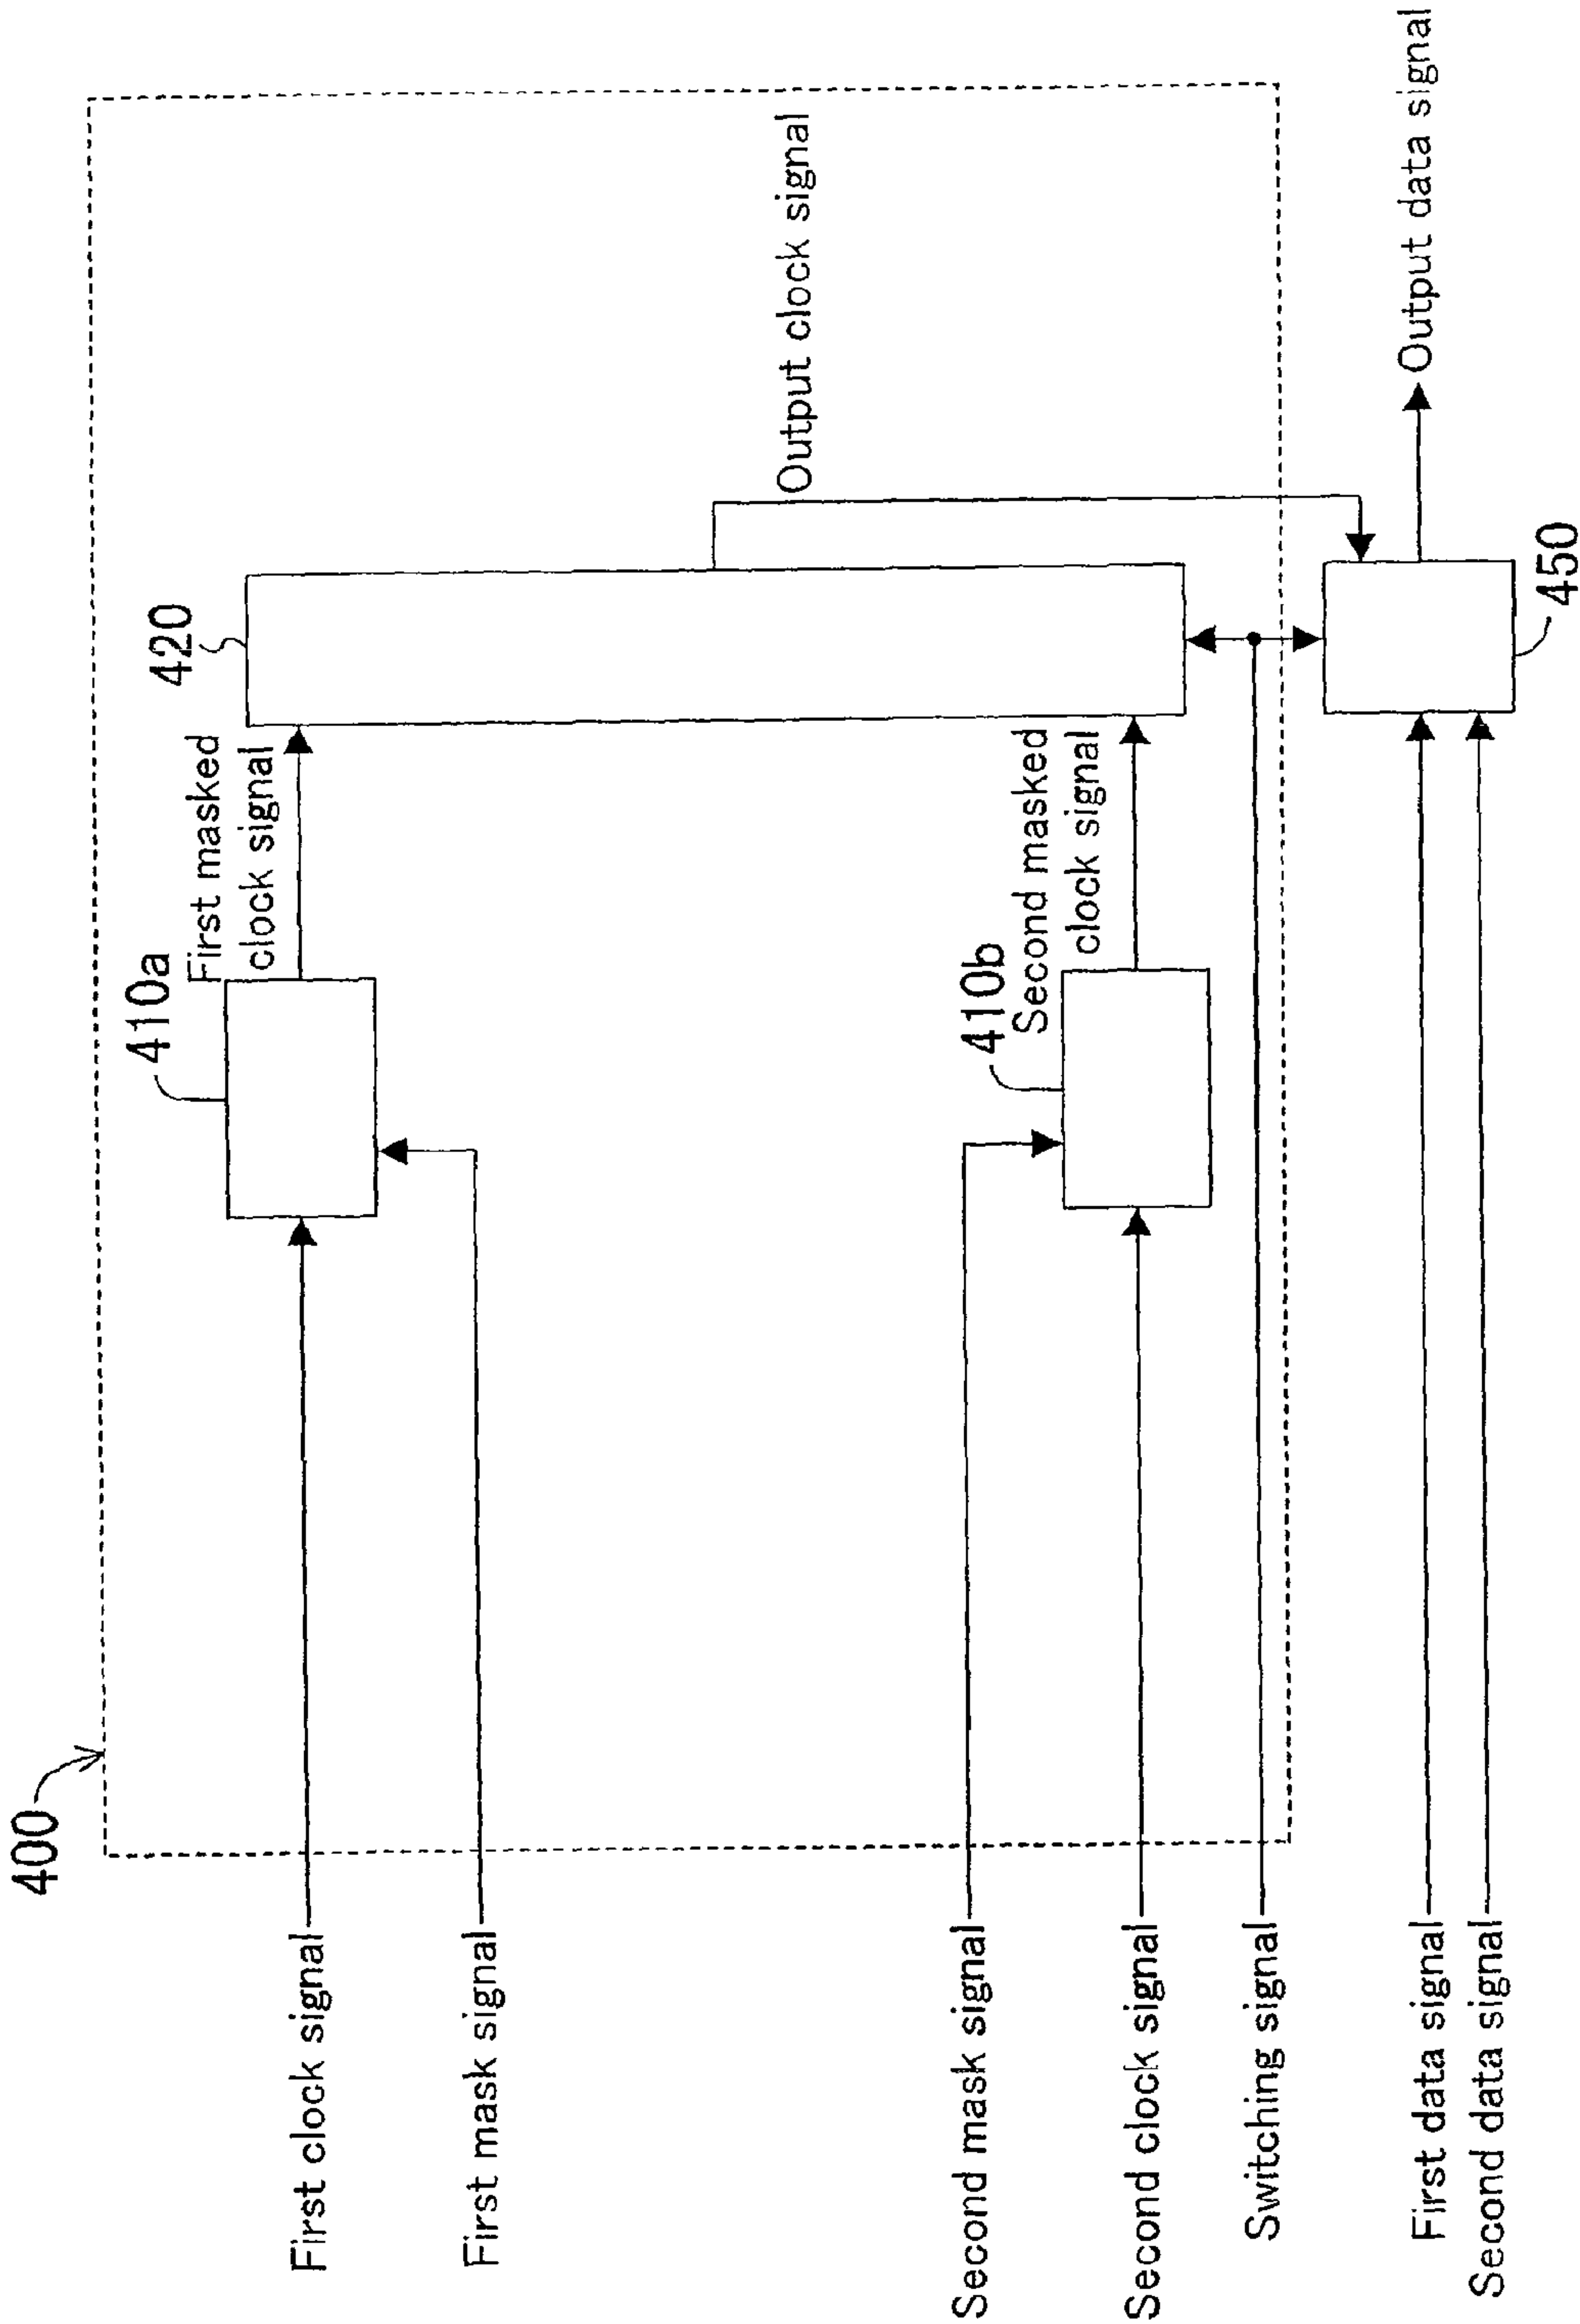 400
First clock signal
First mask signal
Second mask signal
Second clock signal
Switching signal
First data signal
Second data signal
410a
First masked
clock signal
410b
Second masked
clock signal
420
Output clock signal
450
Output data signal